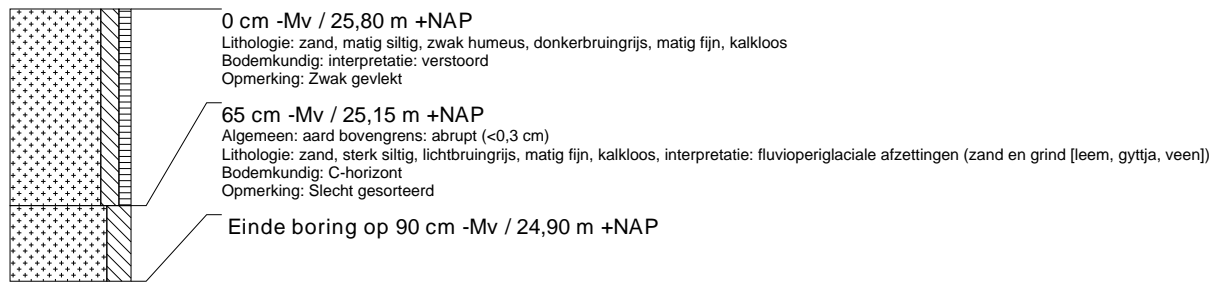 0 cm -Mv / 25,80 m +NAP
Lithologie: zand, matig siltig, zwak humeus, donkerbruingrijs, matig fijn, kalkloos
Bodemkundig: interpretatie: verstoord
Opmerking: Zwak gevlekt
65 cm -Mv / 25,15 m +NAP
Algemeen: aard bovengrens: abrupt (<0,3 cm)
Lithologie: zand, sterk siltig, lichtbruingrijs, matig fijn, kalkloos, interpretatie: fluvioperiglaciale afzettingen (zand en grind [leem, gyttja, veen])
Bodemkundig: C-horizont
Opmerking: Slecht gesorteerd
Einde boring op 90 cm -Mv / 24,90 m +NAP